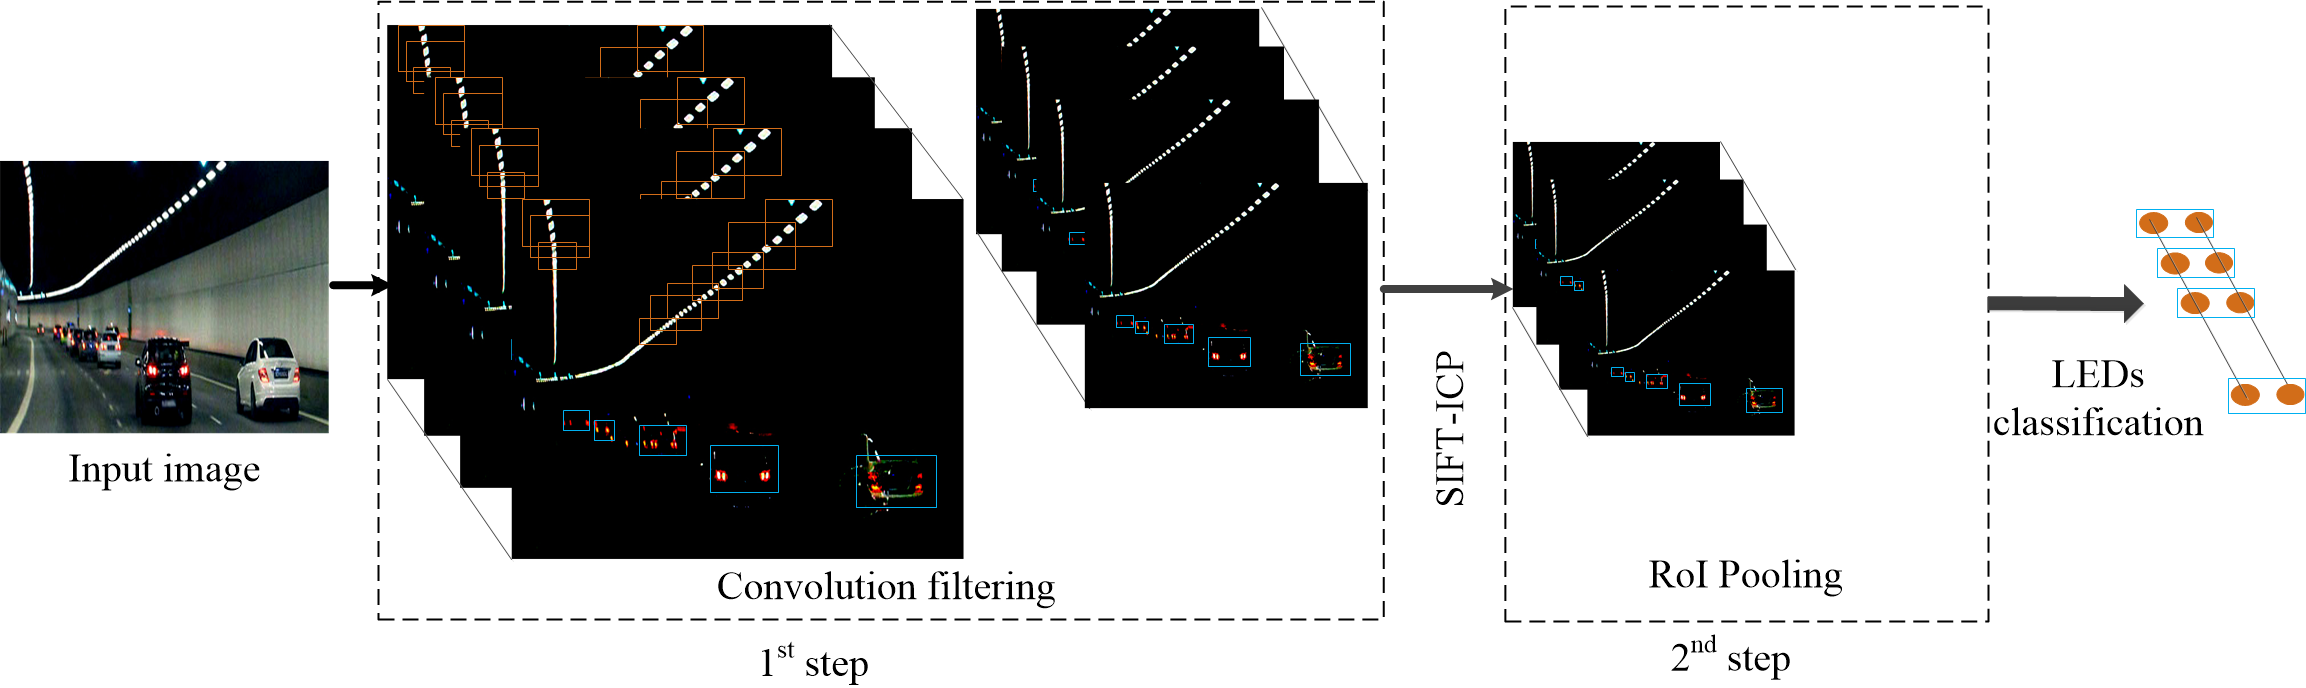 Input image
Convolution filtering
1st step
SIFT-ICP
RoI Pooling
2nd step
LEDs
classification